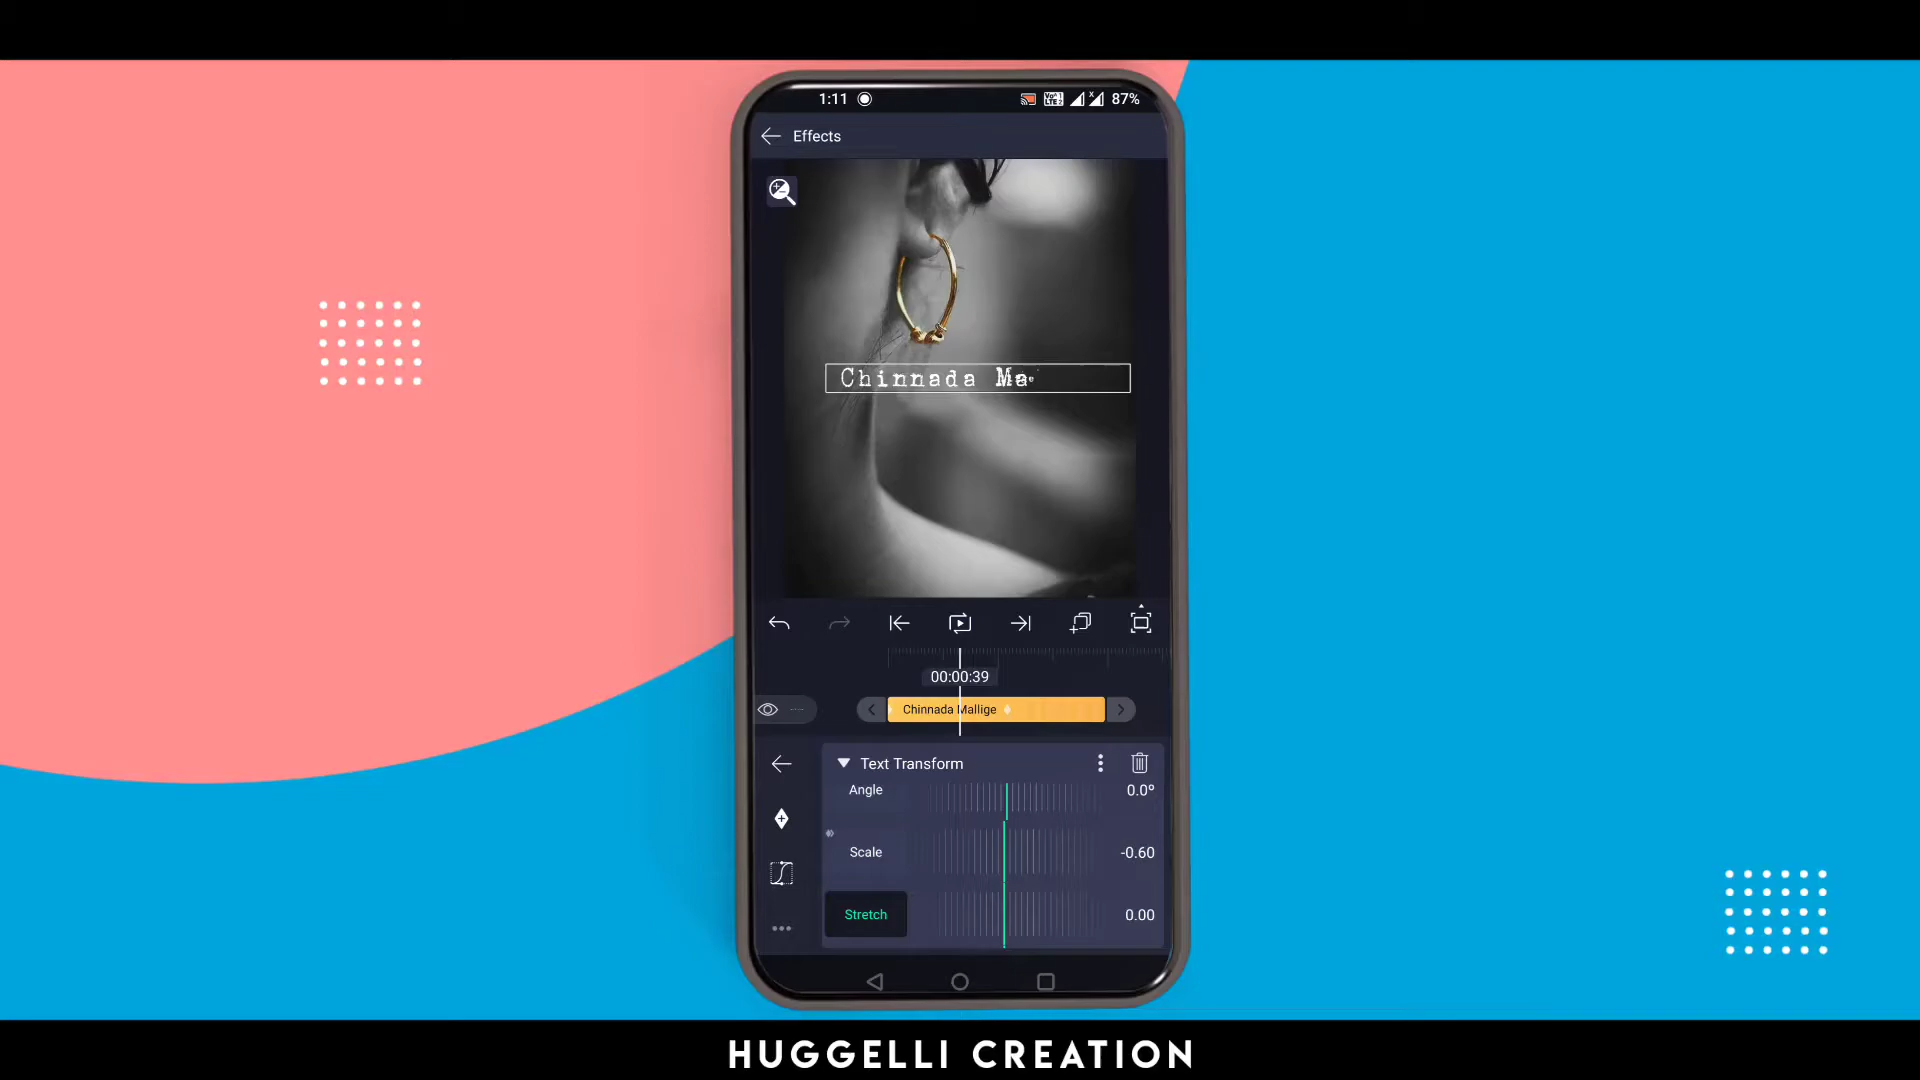 1:11 87%
Effects
Chinnada Ma
00:00:39
Chinnada Mallige
Text Transform
Angle 0.0º
Scale -0.60
Stretch 0.00
HUGGELLI CREATION